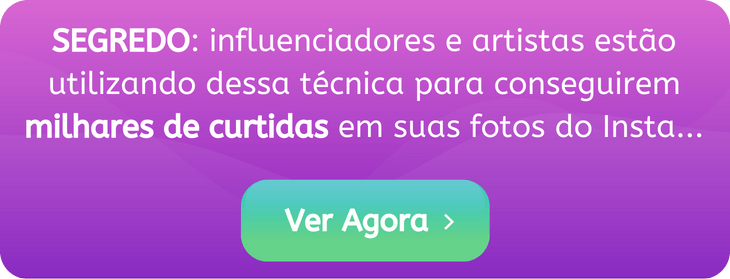 SEGREDO: influenciadores e artistas estão
utilizando dessa técnica para conseguirem
milhares de curtidas em suas fotos do Insta...
Ver Agora >